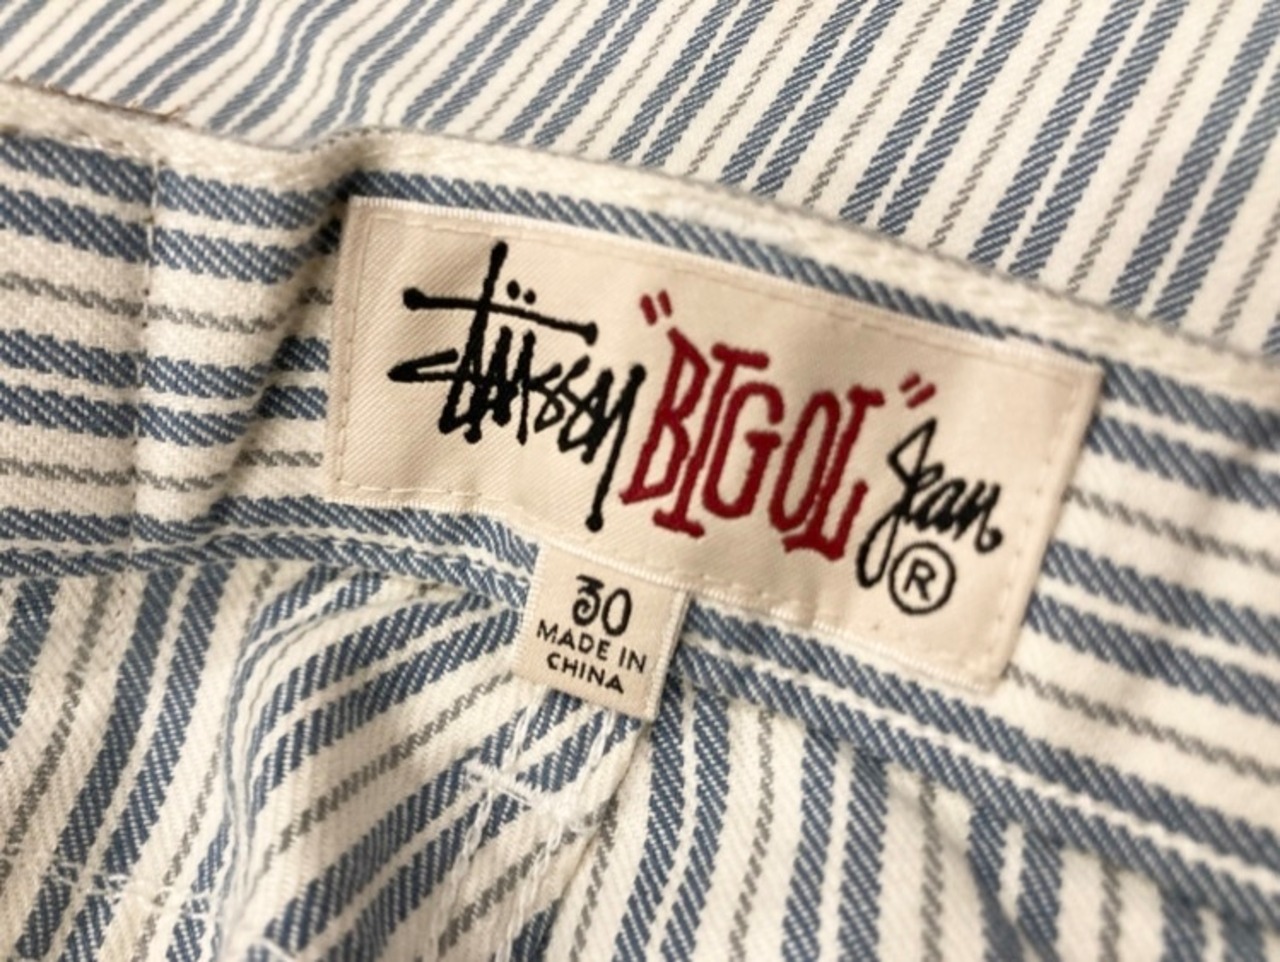 Stüssy "BIG OL" Jean.
®
30
MADE IN
CHINA